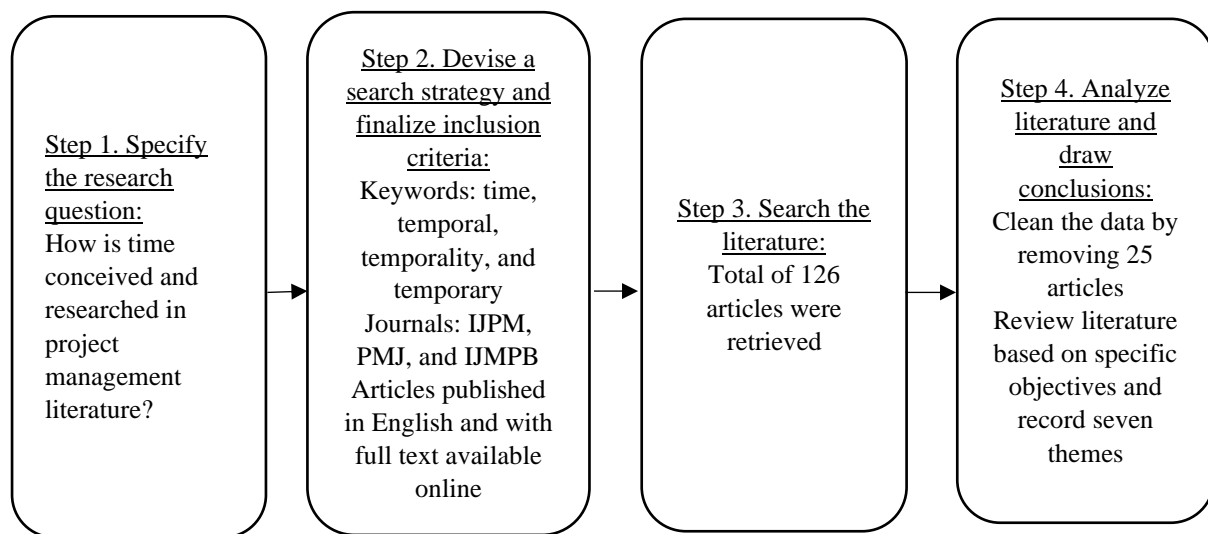 Step 1. Specify
the research
question:
How is time
conceived and
researched in
project
management
literature?
Step 2. Devise a
search strategy and
finalize inclusion
criteria:
Keywords: time,
temporal,
temporality, and
temporary
Journals: IJPM,
PMJ, and IJMPB
Articles published
in English and with
full text available
online
Step 3. Search the
literature:
Total of 126
articles were
retrieved
Step 4. Analyze
literature and
draw
conclusions:
Clean the data by
removing 25
articles
Review literature
based on specific
objectives and
record seven
themes